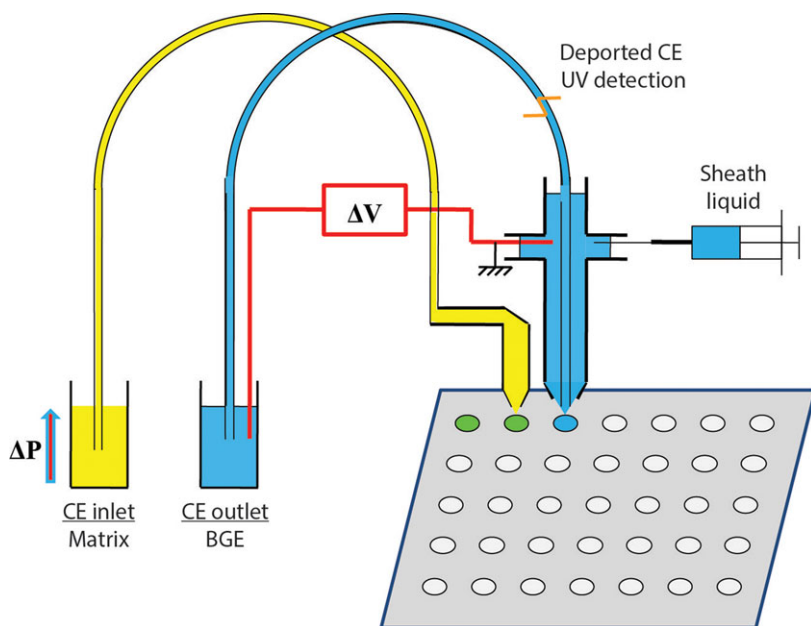 Deported CE
UV detection
Sheath
liquid
ΔV
ΔP
CE inlet
Matrix
CE outlet
BGE